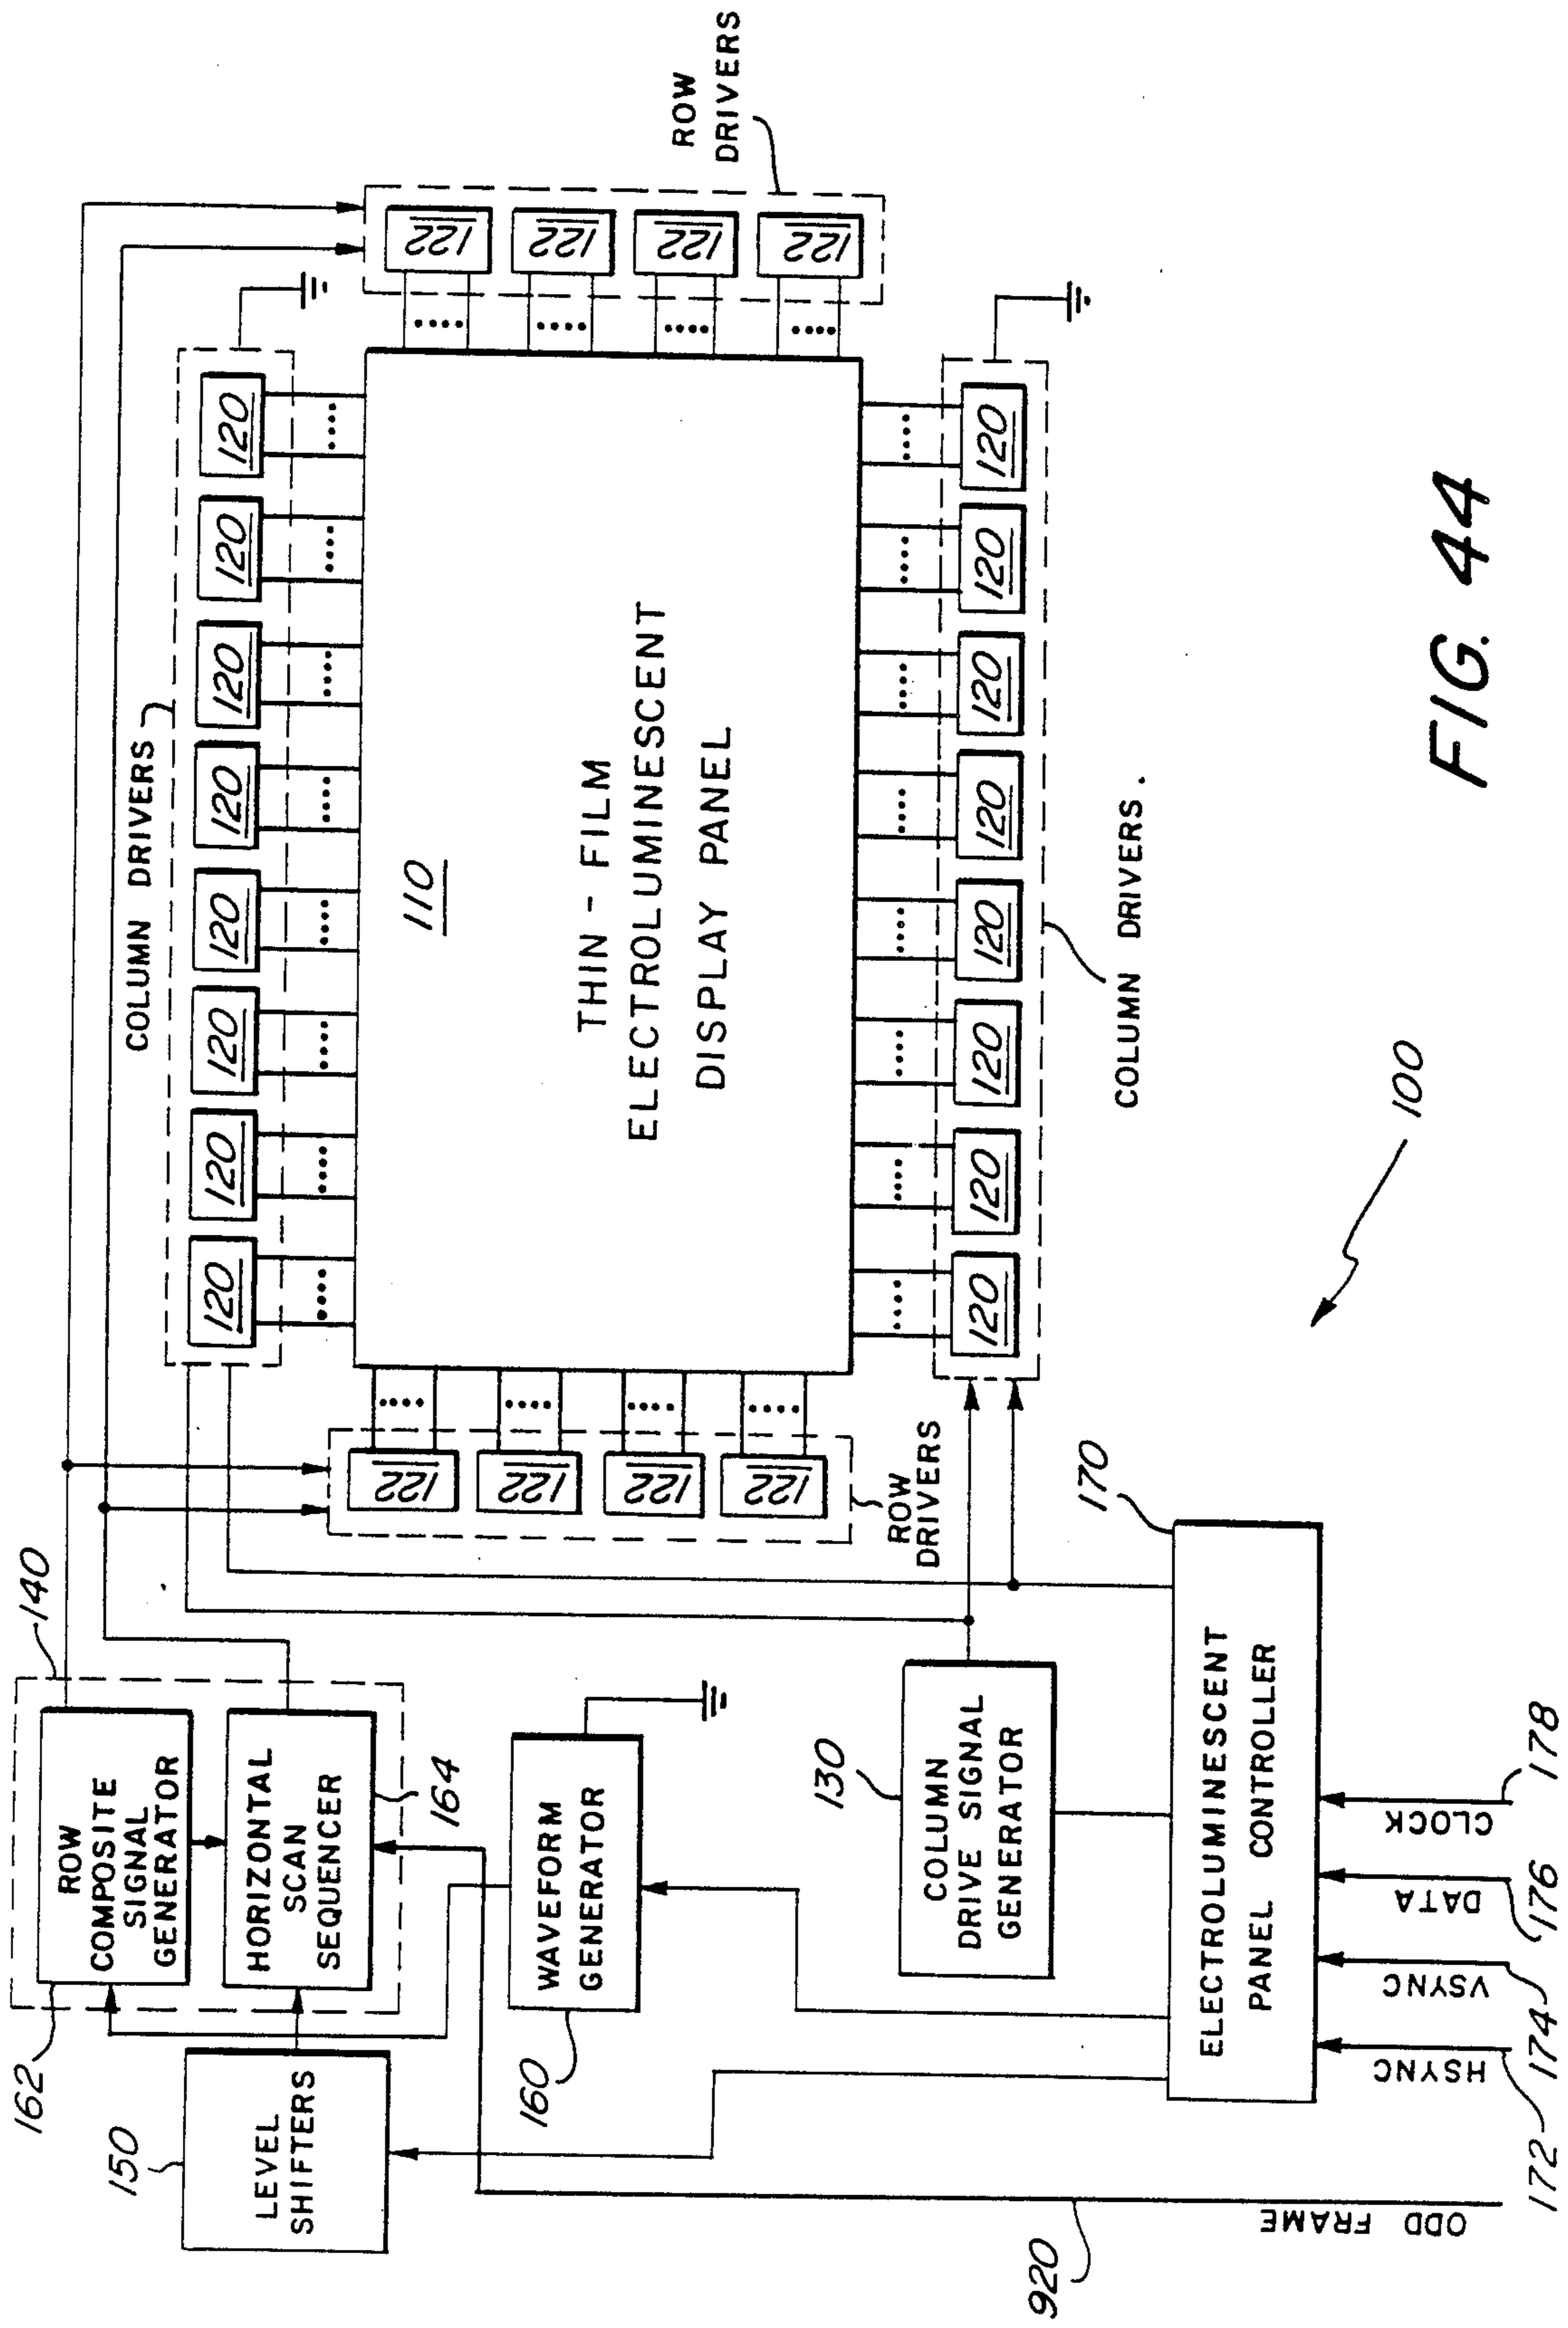 COLUMN DRIVERS
120
120
120
120
120
120
120
120
ROW
DRIVERS
122
122
122
122
110
THIN - FILM
ELECTROLUMINESCENT
DISPLAY PANEL
122
122
122
122
ROW
DRIVERS
120
120
120
120
120
120
120
120
COLUMN DRIVERS.
140
162
ROW
COMPOSITE
SIGNAL
GENERATOR
HORIZONTAL
SCAN
SEQUENCER
164
150
LEVEL
SHIFTERS
160
WAVEFORM
GENERATOR
130
COLUMN
DRIVE SIGNAL
GENERATOR
170
ELECTROLUMINESCENT
PANEL CONTROLLER
920
ODD FRAME
172
HSYNC
174
VSYNC
176
DATA
178
CLOCK
100
FIG. 44